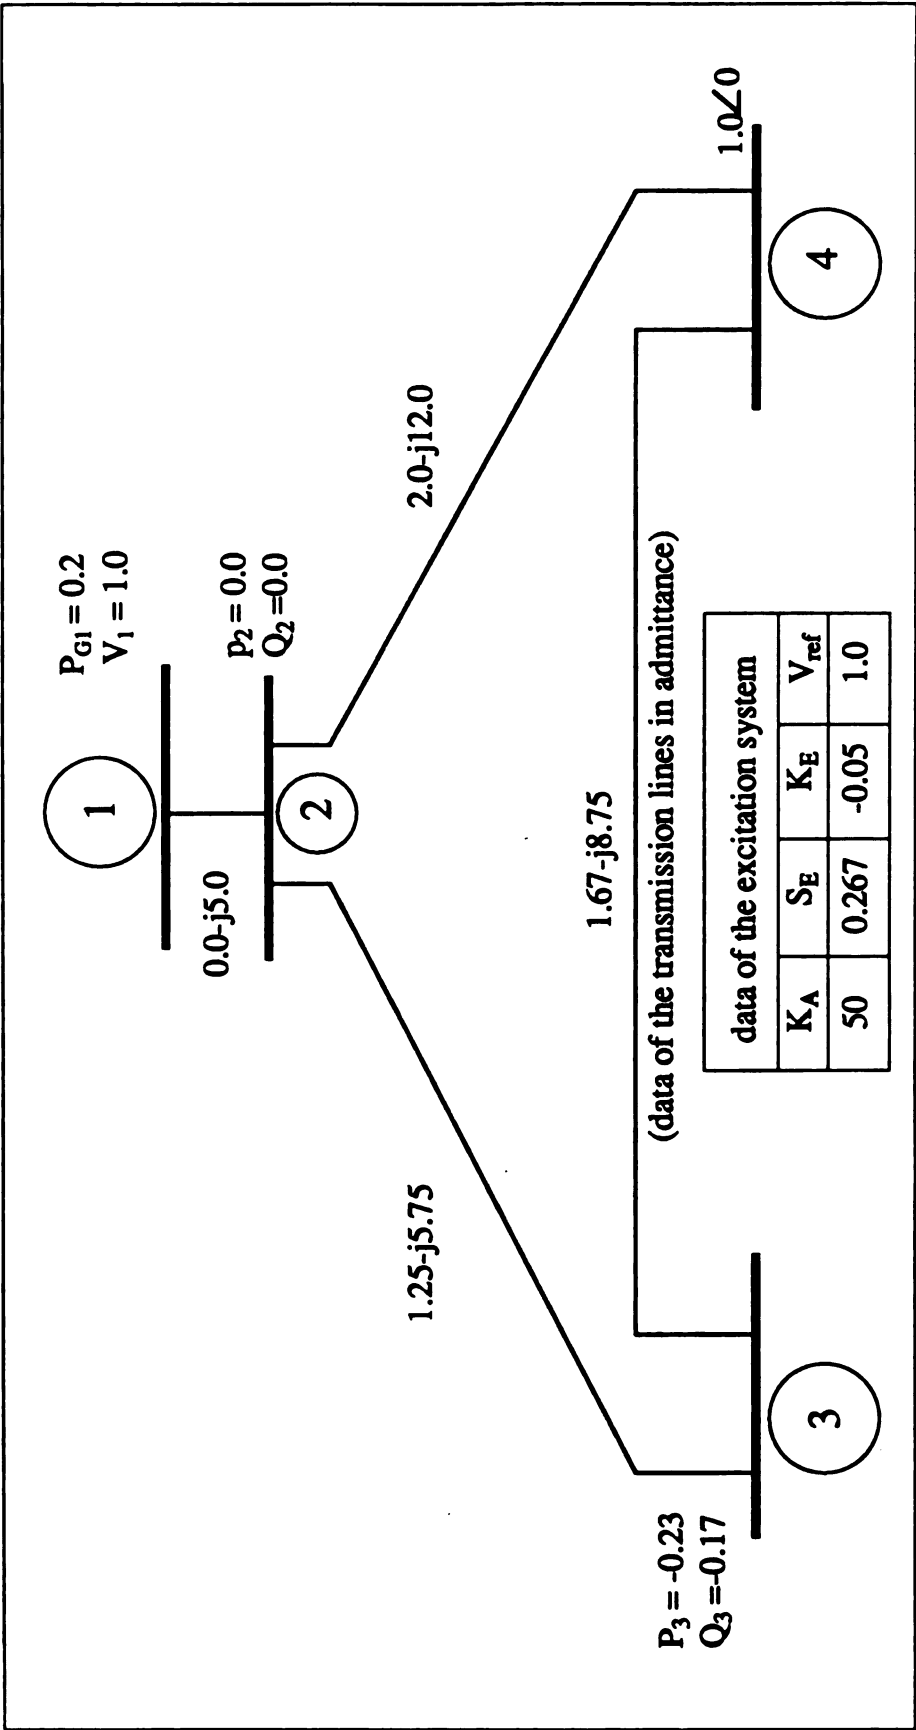 1
P_G1 = 0.2
V_1 = 1.0
0.0-j5.0
p_2 = 0.0
Q_2 =0.0
2
1.25-j5.75
2.0-j12.0
1.67-j8.75
(data of the transmission lines in admittance)
P_3 = -0.23
Q_3 =-0.17
1.0∠0
3
4
data of the excitation system
K_A S_E K_E V_ref
50 0.267 -0.05 1.0